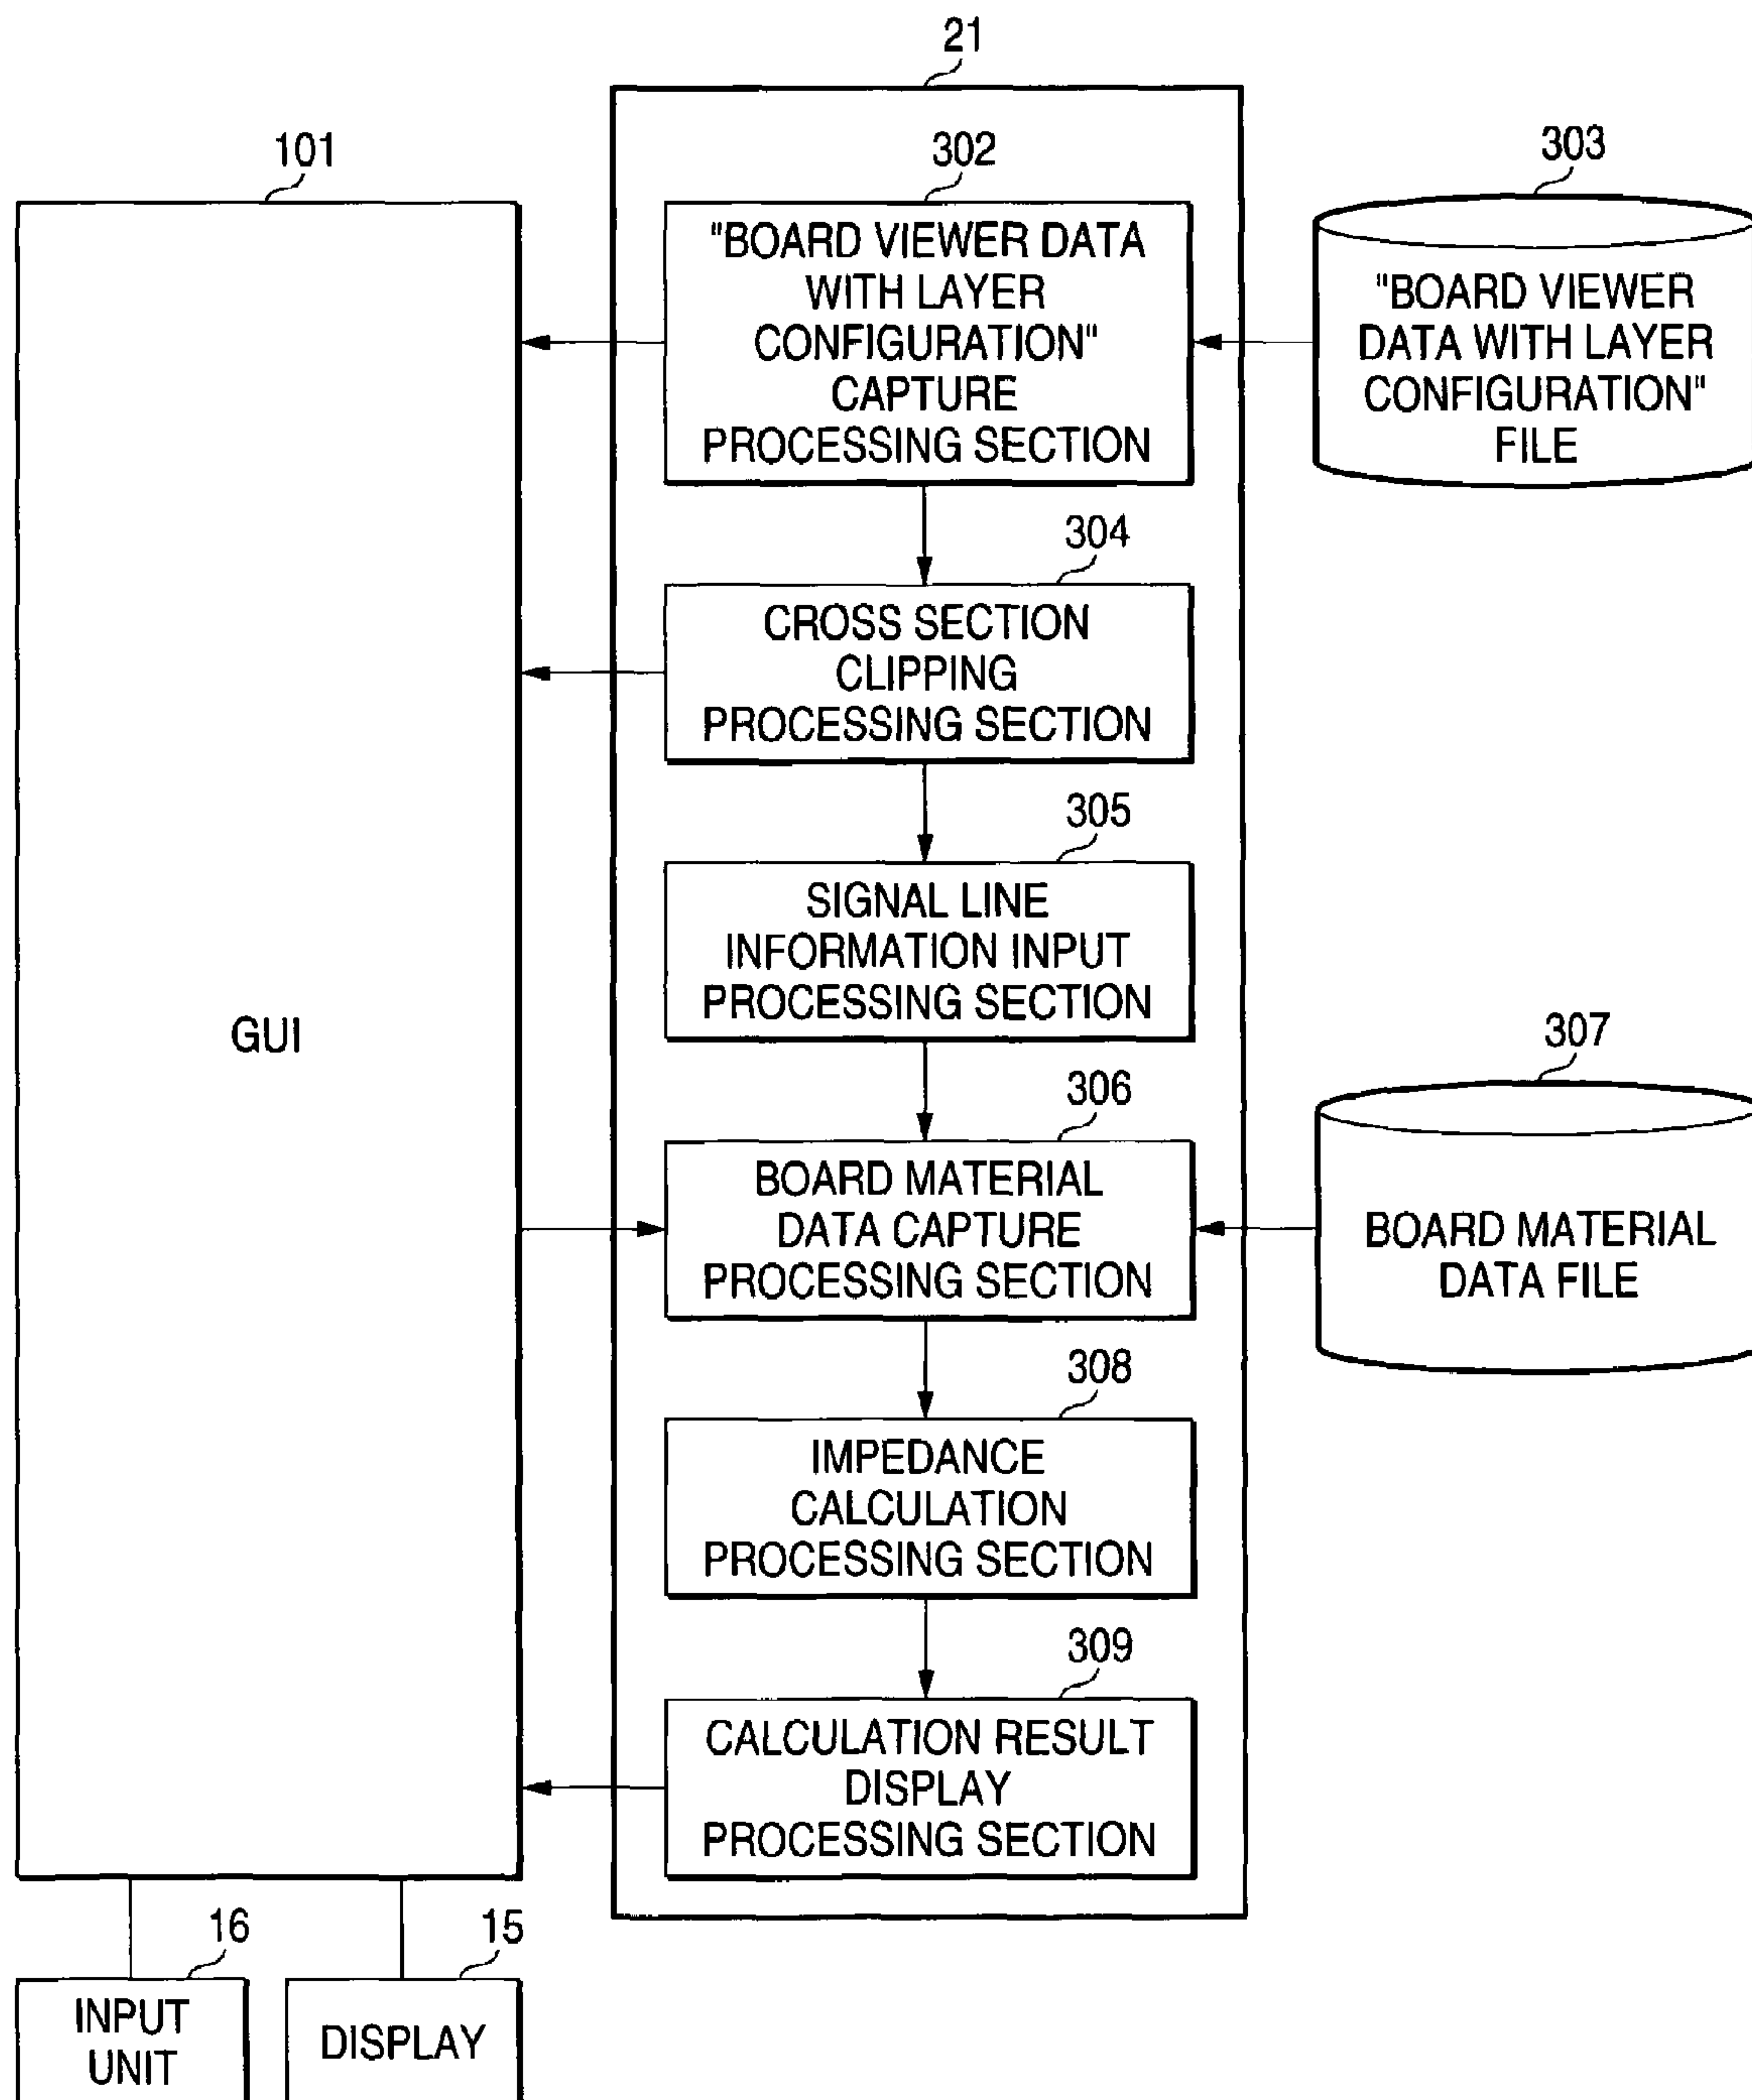 21
101
302
303
"BOARD VIEWER DATA
WITH LAYER
CONFIGURATION"
CAPTURE
PROCESSING SECTION
"BOARD VIEWER
DATA WITH LAYER
CONFIGURATION"
FILE
304
CROSS SECTION
CLIPPING
PROCESSING SECTION
305
SIGNAL LINE
INFORMATION INPUT
PROCESSING SECTION
GUI
306
307
BOARD MATERIAL
DATA CAPTURE
PROCESSING SECTION
BOARD MATERIAL
DATA FILE
308
IMPEDANCE
CALCULATION
PROCESSING SECTION
309
CALCULATION RESULT
DISPLAY
PROCESSING SECTION
16
15
INPUT
UNIT
DISPLAY